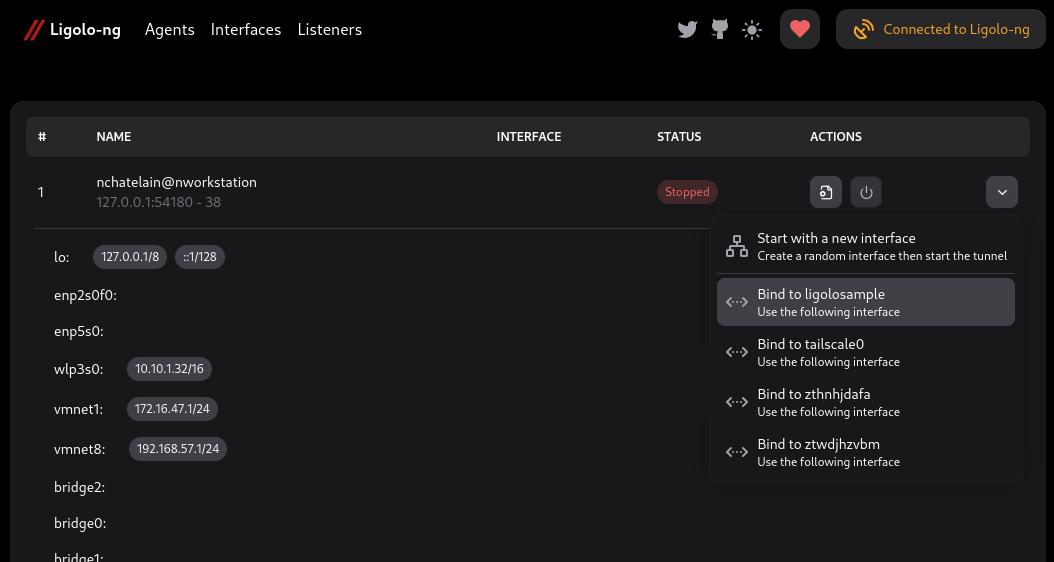 Ligolo-ng Agents Interfaces Listeners Connected to Ligolo-ng
# NAME INTERFACE STATUS ACTIONS
1 nchatelain@nworkstation Stopped
127.0.0.1:54180 - 38
lo: 127.0.0.1/8 ::1/128
enp2s0f0:
enp5s0:
wlp3s0: 10.10.1.32/16
vmnet1: 172.16.47.1/24
vmnet8: 192.168.57.1/24
bridge2:
bridge0:
bridge1:
Start with a new interface
Create a random interface then start the tunnel
Bind to ligolosample
Use the following interface
Bind to tailscale0
Use the following interface
Bind to zthnhjdafa
Use the following interface
Bind to ztwdjhzvbm
Use the following interface